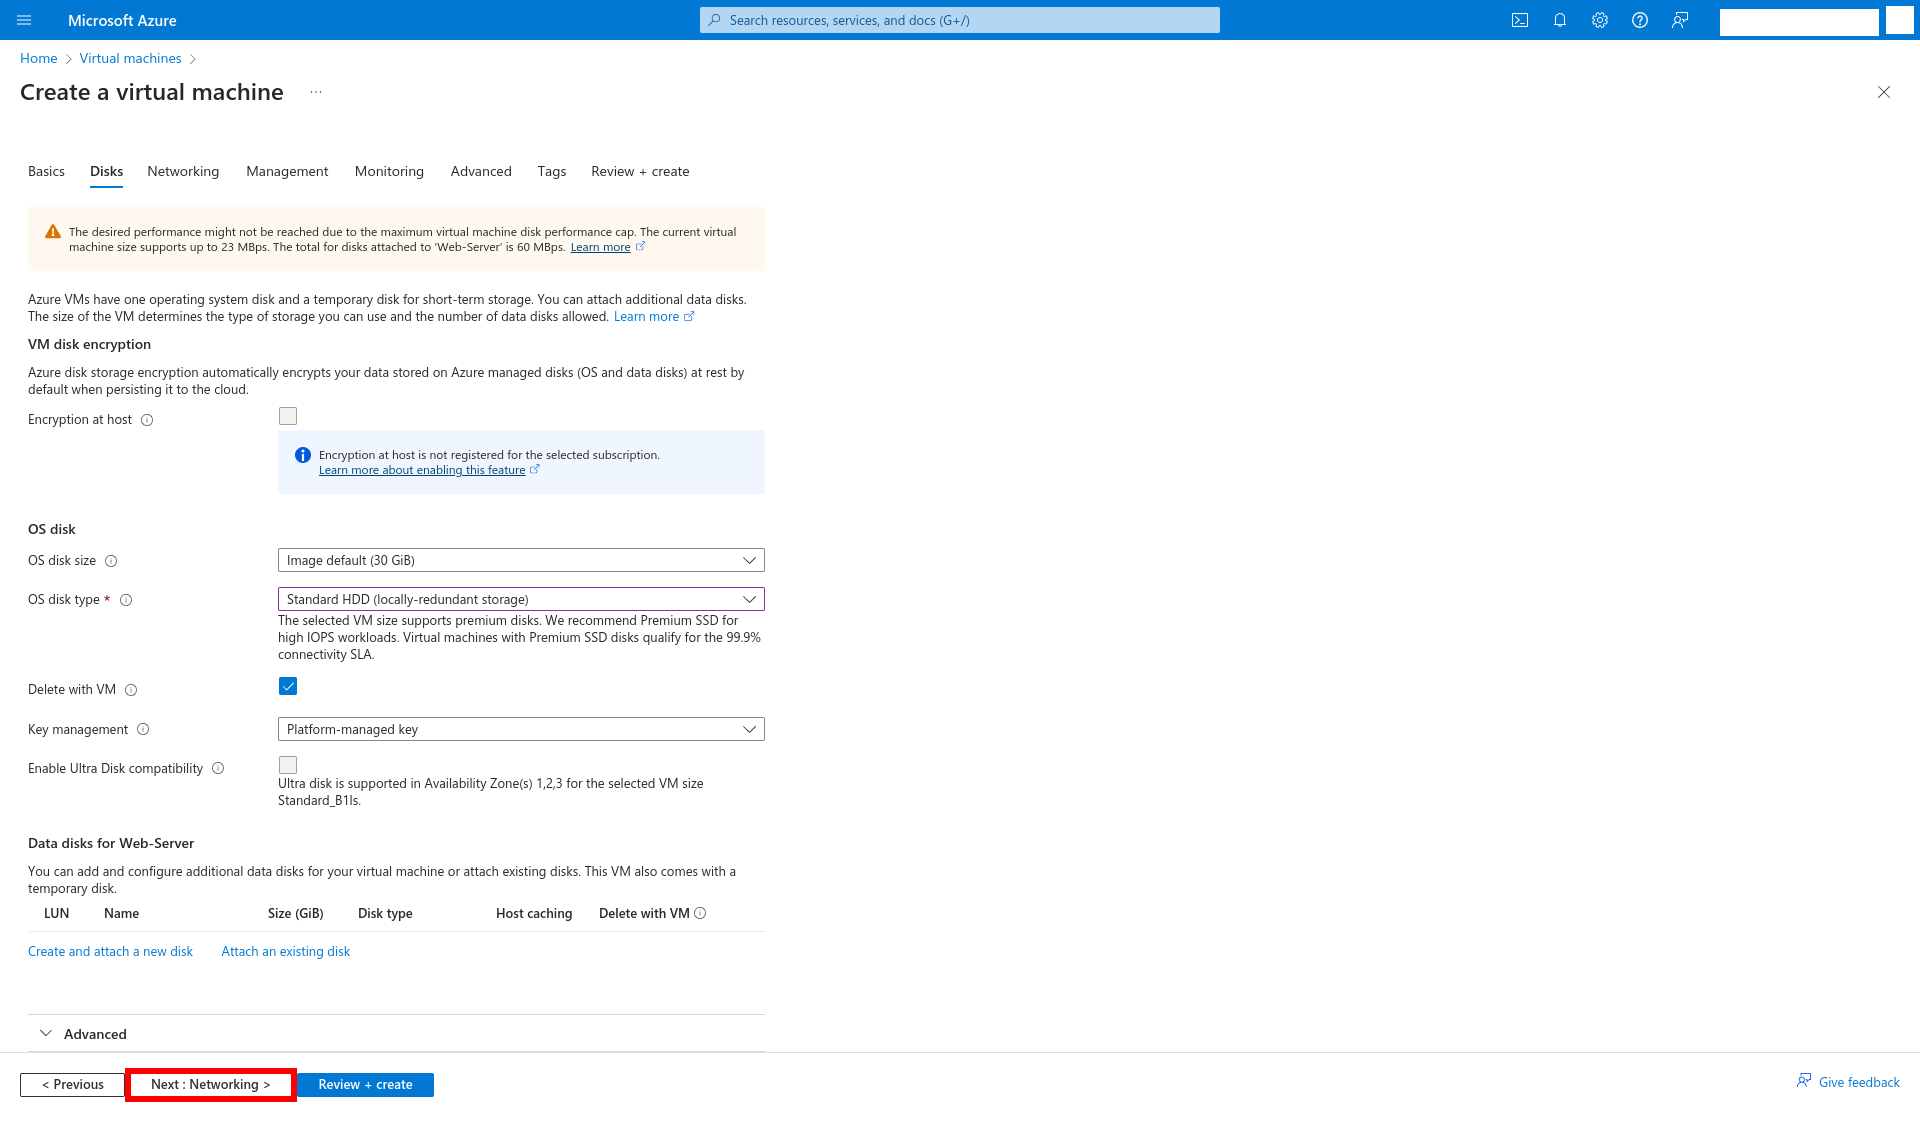 Microsoft Azure
Search resources, services, and docs (G+/)
Home > Virtual machines >
Create a virtual machine ...
Basics Disks Networking Management Monitoring Advanced Tags Review + create
The desired performance might not be reached due to the maximum virtual machine disk performance cap. The current virtual
machine size supports up to 23 MBps. The total for disks attached to 'Web-Server' is 60 MBps. Learn more
Azure VMs have one operating system disk and a temporary disk for short-term storage. You can attach additional data disks.
The size of the VM determines the type of storage you can use and the number of data disks allowed. Learn more
VM disk encryption
Azure disk storage encryption automatically encrypts your data stored on Azure managed disks (OS and data disks) at rest by
default when persisting it to the cloud.
Encryption at host
Encryption at host is not registered for the selected subscription.
Learn more about enabling this feature
OS disk
OS disk size Image default (30 GiB)
OS disk type * Standard HDD (locally-redundant storage)
The selected VM size supports premium disks. We recommend Premium SSD for
high IOPS workloads. Virtual machines with Premium SSD disks qualify for the 99.9%
connectivity SLA.
Delete with VM
Key management Platform-managed key
Enable Ultra Disk compatibility
Ultra disk is supported in Availability Zone(s) 1,2,3 for the selected VM size
Standard_B1ls.
Data disks for Web-Server
You can add and configure additional data disks for your virtual machine or attach existing disks. This VM also comes with a
temporary disk.
LUN Name Size (GiB) Disk type Host caching Delete with VM
Create and attach a new disk Attach an existing disk
Advanced
< Previous Next : Networking > Review + create Give feedback